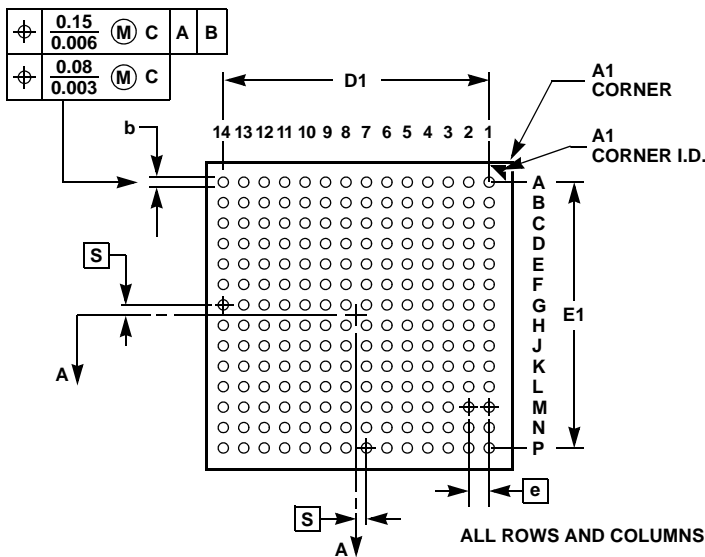 0.15 M C A B
0.006
0.08 M C
0.003
D1
A1
CORNER
b
14 13 12 11 10 9 8 7 6 5 4 3 2 1
A1
CORNER I.D.
A
B
C
D
E
F
G
H
J
K
L
M
N
P
S
E1
A
S
A
e
ALL ROWS AND COLUMNS